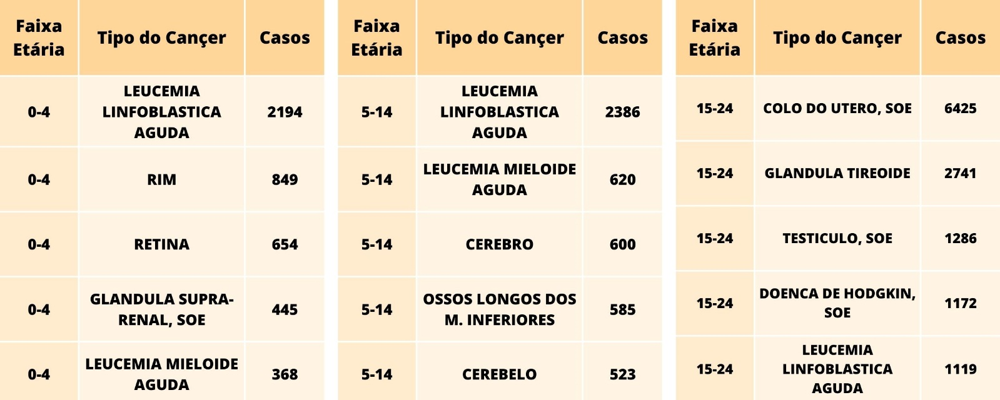 Faixa
Etária
Tipo do Cançer
Casos
0-4
LEUCEMIA
LINFOBLASTICA
AGUDA
2194
0-4
RIM
849
0-4
RETINA
654
0-4
GLANDULA SUPRA-
RENAL, SOE
445
0-4
LEUCEMIA MIELOIDE
AGUDA
368
Faixa
Etária
Tipo do Cançer
Casos
5-14
LEUCEMIA
LINFOBLASTICA
AGUDA
2386
5-14
LEUCEMIA MIELOIDE
AGUDA
620
5-14
CEREBRO
600
5-14
OSSOS LONGOS DOS
M. INFERIORES
585
5-14
CEREBELO
523
Faixa
Etária
Tipo do Cançer
Casos
15-24
COLO DO UTERO, SOE
6425
15-24
GLANDULA TIREOIDE
2741
15-24
TESTICULO, SOE
1286
15-24
DOENCA DE HODGKIN,
SOE
1172
15-24
LEUCEMIA
LINFOBLASTICA
AGUDA
1119